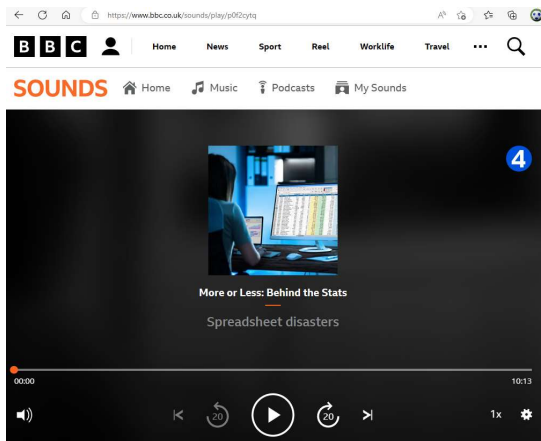 https://www.bbc.co.uk/sounds/play/p0f2cytq
BBC Home News Sport Reel Worklife Travel ...
SOUNDS Home Music Podcasts My Sounds
4
More or Less: Behind the Stats
Spreadsheet disasters
00:00 10:13
20 20 1x